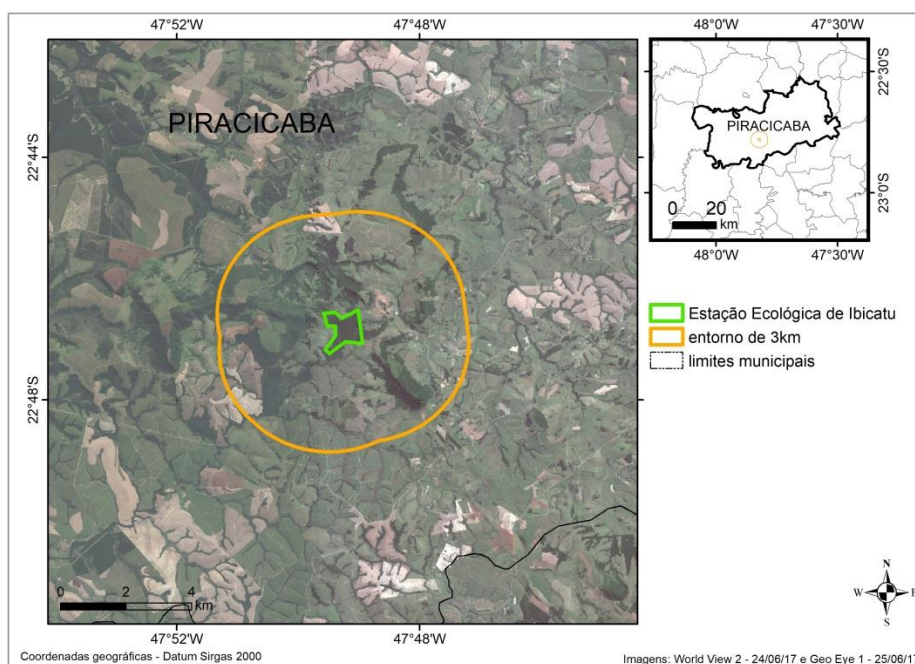 47°52'W
47°48'W
PIRACICABA
22°44'S
22°48'S
0 2 4
km
47°52'W
47°48'W
48°0'W
47°30'W
22°30'S
23°0'S
PIRACICABA
0 20
km
48°0'W
47°30'W
Estação Ecológica de Ibicatu
entorno de 3km
limites municipais
N
W
E
S
Coordenadas geográficas - Datum Sirgas 2000
Imagens: World View 2 - 24/06/17 e Geo Eye 1 - 25/06/17